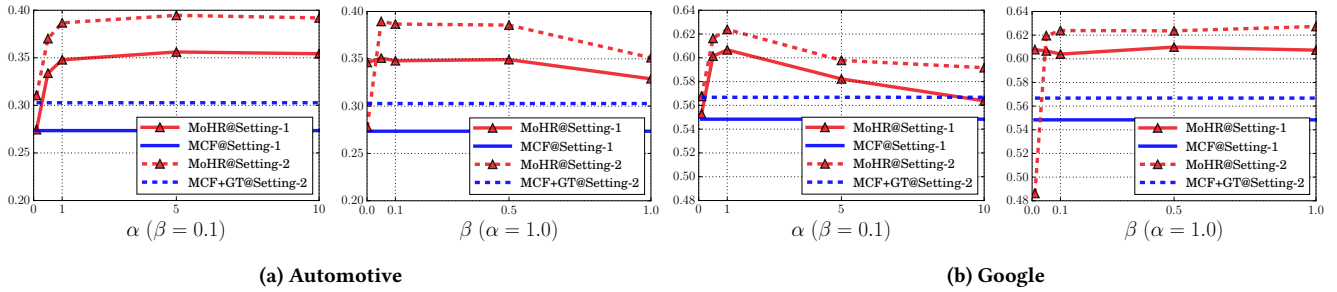 0.40
0.35
0.30
0.25
0.20
0 1 5 10
MoHR@Setting-1
MCF@Setting-1
MoHR@Setting-2
MCF+GT@Setting-2
α (β = 0.1)
0.40
0.35
0.30
0.25
0.20
0.0 0.1 0.5 1.0
MoHR@Setting-1
MCF@Setting-1
MoHR@Setting-2
MCF+GT@Setting-2
β (α = 1.0)
(a) Automotive
0.64
0.62
0.60
0.58
0.56
0.54
0.52
0.50
0.48
0 1 5 10
MoHR@Setting-1
MCF@Setting-1
MoHR@Setting-2
MCF+GT@Setting-2
α (β = 0.1)
0.64
0.62
0.60
0.58
0.56
0.54
0.52
0.50
0.48
0.0 0.1 0.5 1.0
MoHR@Setting-1
MCF@Setting-1
MoHR@Setting-2
MCF+GT@Setting-2
β (α = 1.0)
(b) Google